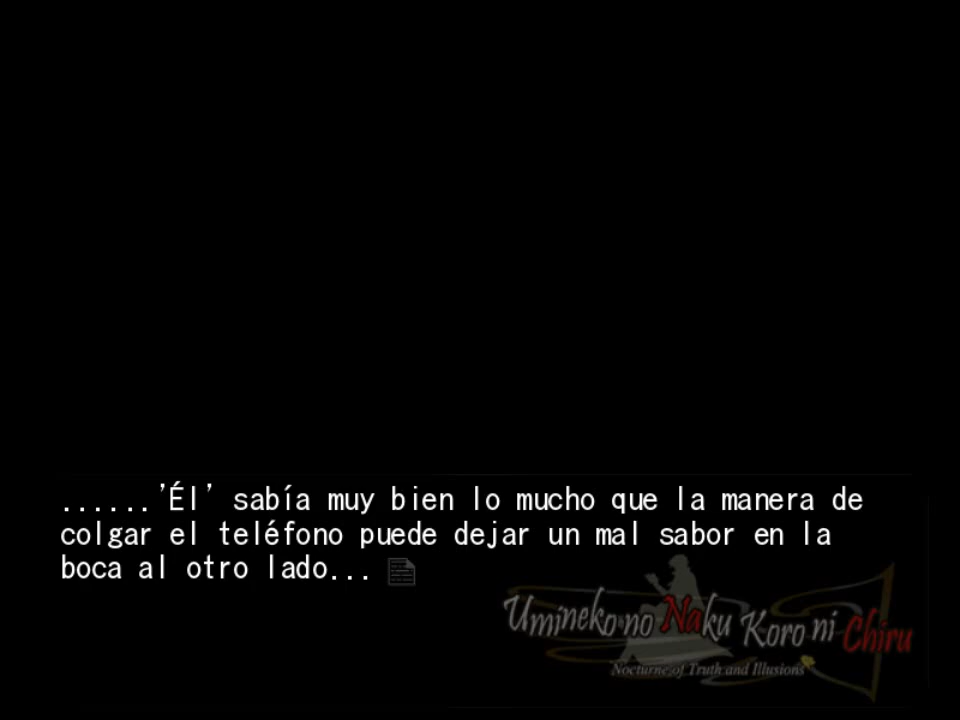 ......'Él' sabía muy bien lo mucho que la manera de
colgar el teléfono puede dejar un mal sabor en la
boca al otro lado...
Umineko no Naku Koro ni Chiru
Nocturne of Truth and Illusions